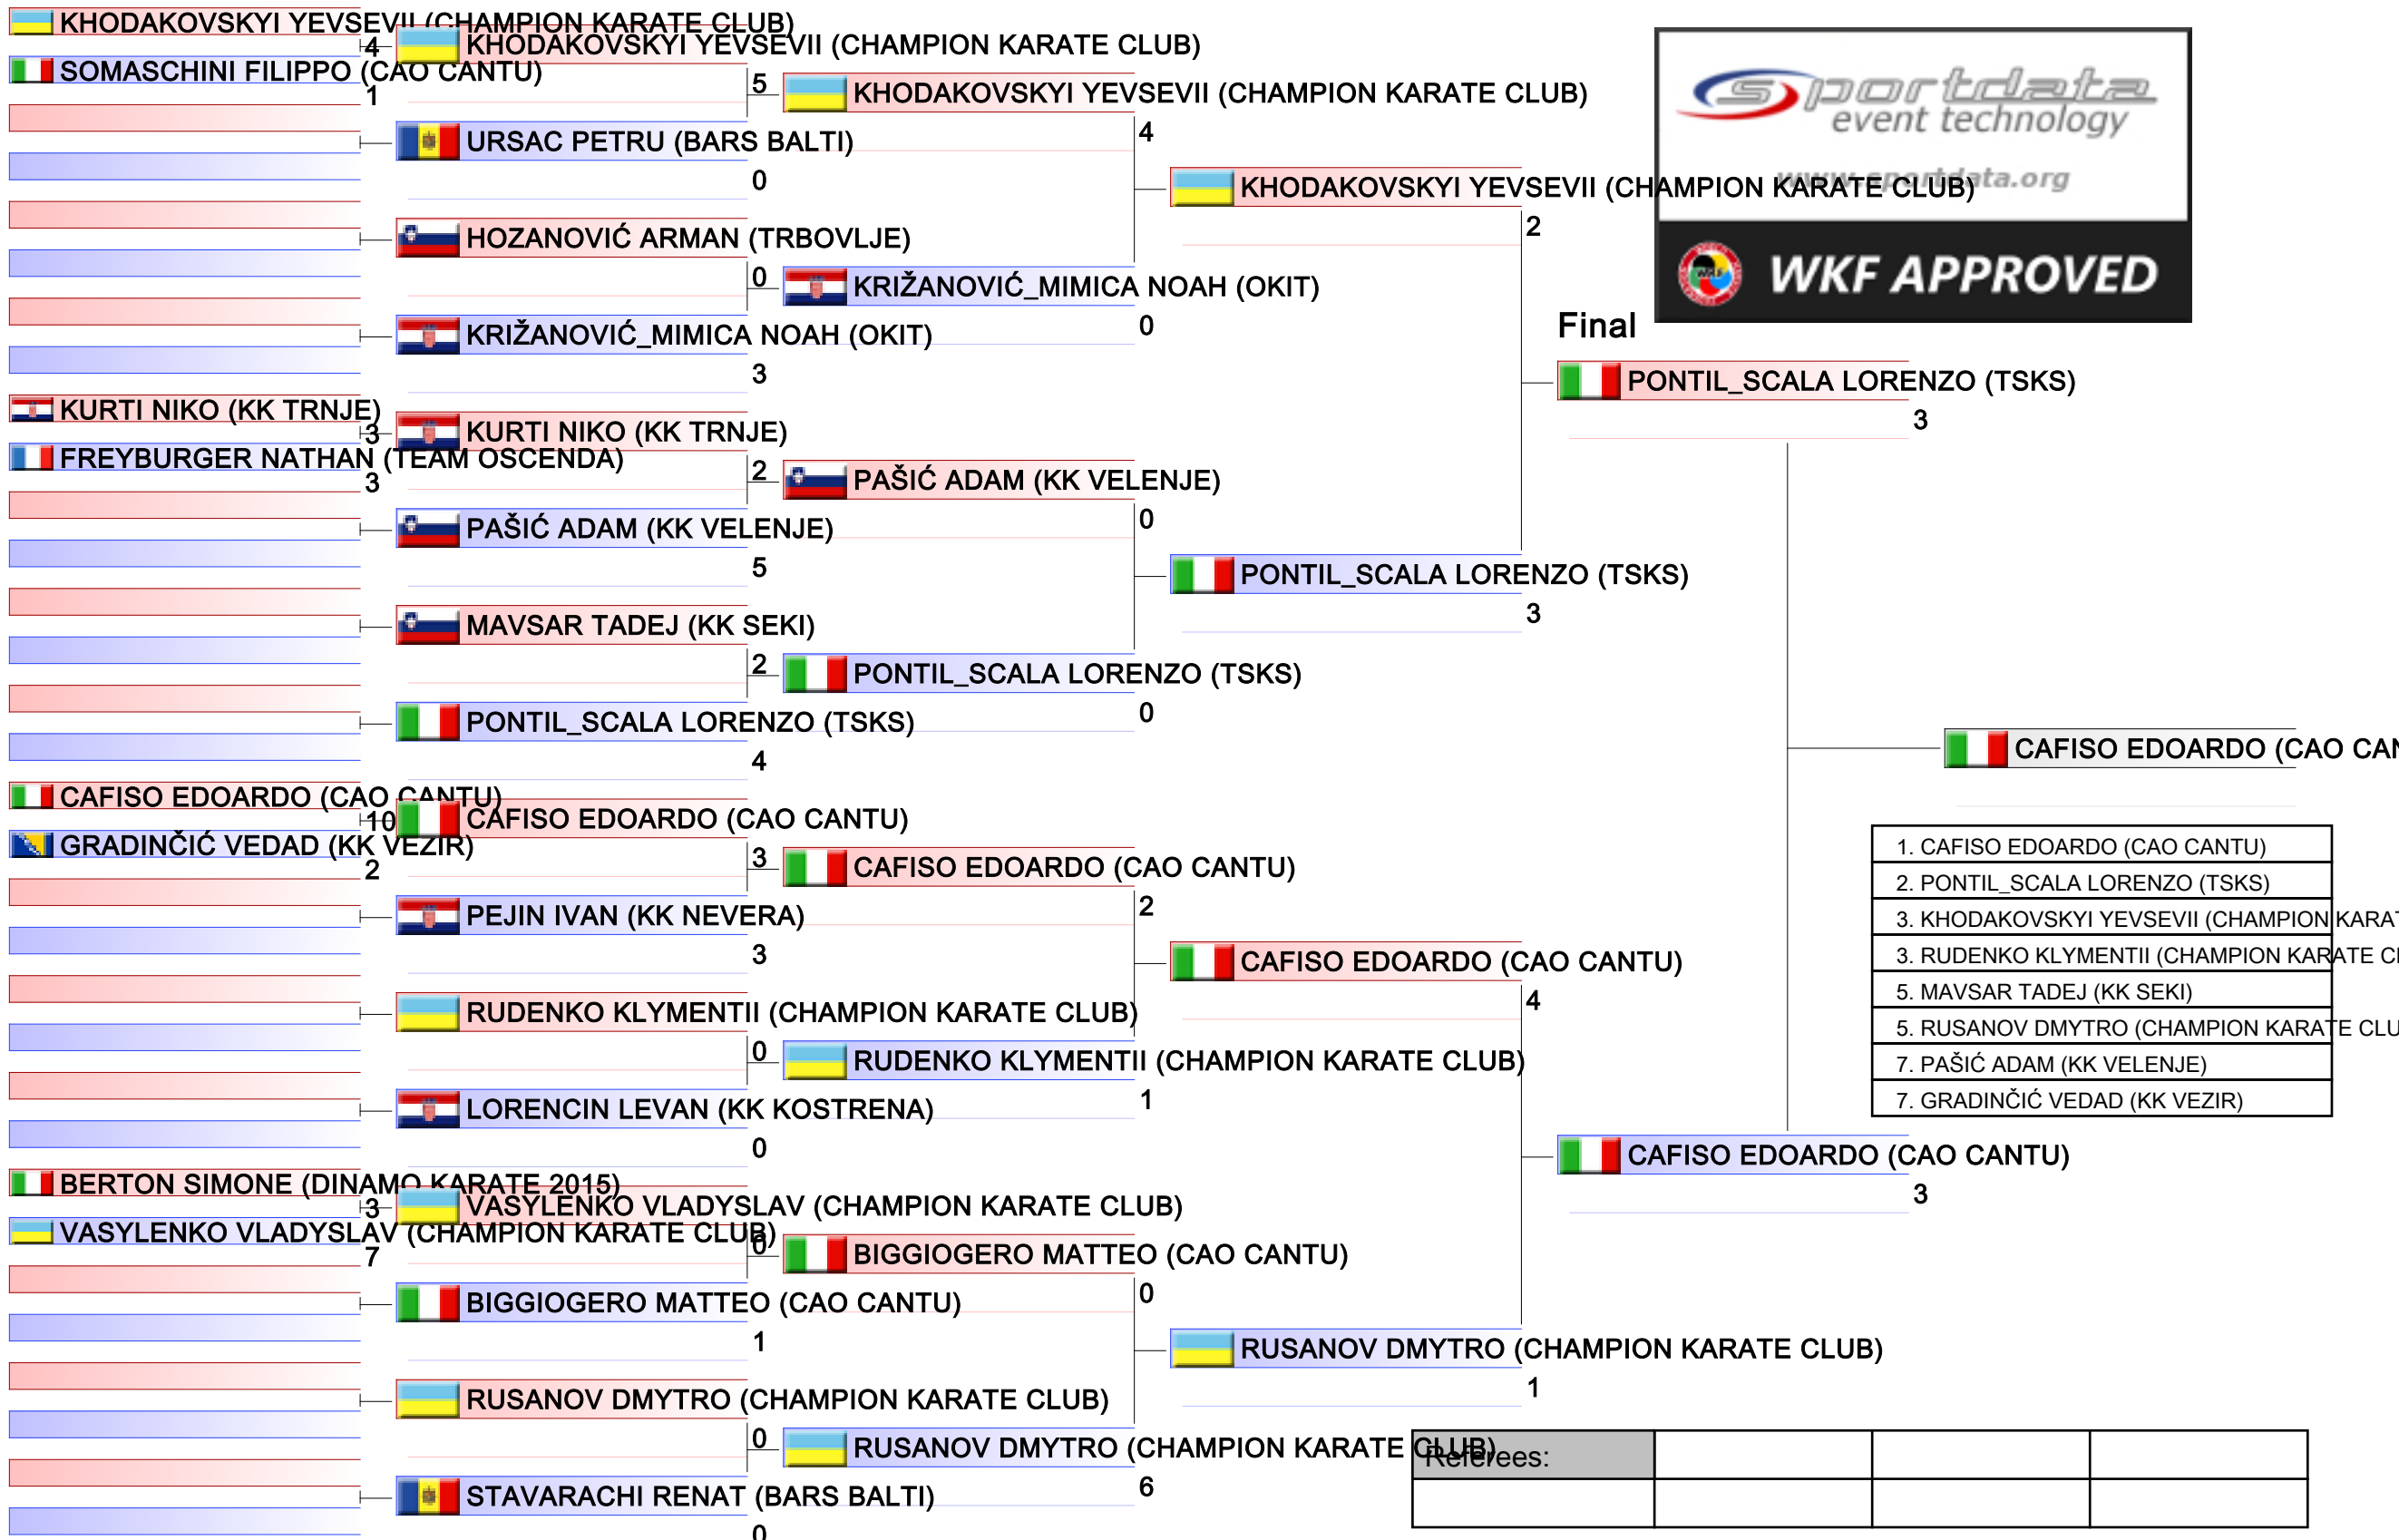 KHODAKOVSKYI YEVSEVII (CHAMPION KARATE CLUB)
4
SOMASCHINI FILIPPO (CAO CANTU)
1
KURTI NIKO (KK TRNJE)
3
FREYBURGER NATHAN (TEAM OSCENDA)
3
CAFISO EDOARDO (CAO CANTU)
10
GRADINČIĆ VEDAD (KK VEZIR)
2
BERTON SIMONE (DINAMO KARATE 2015)
3
VASYLENKO VLADYSLAV (CHAMPION KARATE CLUB)
7
KHODAKOVSKYI YEVSEVII (CHAMPION KARATE CLUB)
5
URSAC PETRU (BARS BALTI)
0
HOZANOVIĆ ARMAN (TRBOVLJE)
0
KRIŽANOVIĆ_MIMICA NOAH (OKIT)
3
KURTI NIKO (KK TRNJE)
2
PAŠIĆ ADAM (KK VELENJE)
5
MAVSAR TADEJ (KK SEKI)
2
PONTIL_SCALA LORENZO (TSKS)
4
CAFISO EDOARDO (CAO CANTU)
3
PEJIN IVAN (KK NEVERA)
3
RUDENKO KLYMENTII (CHAMPION KARATE CLUB)
0
LORENCIN LEVAN (KK KOSTRENA)
0
VASYLENKO VLADYSLAV (CHAMPION KARATE CLUB)
0
BIGGIOGERO MATTEO (CAO CANTU)
1
RUSANOV DMYTRO (CHAMPION KARATE CLUB)
0
STAVARACHI RENAT (BARS BALTI)
0
KHODAKOVSKYI YEVSEVII (CHAMPION KARATE CLUB)
4
KRIŽANOVIĆ_MIMICA NOAH (OKIT)
0
PAŠIĆ ADAM (KK VELENJE)
0
PONTIL_SCALA LORENZO (TSKS)
0
CAFISO EDOARDO (CAO CANTU)
2
RUDENKO KLYMENTII (CHAMPION KARATE CLUB)
1
BIGGIOGERO MATTEO (CAO CANTU)
0
RUSANOV DMYTRO (CHAMPION KARATE CLUB)
6
KHODAKOVSKYI YEVSEVII (CHAMPION KARATE CLUB)
2
PONTIL_SCALA LORENZO (TSKS)
3
CAFISO EDOARDO (CAO CANTU)
4
RUSANOV DMYTRO (CHAMPION KARATE CLUB)
1
Final
PONTIL_SCALA LORENZO (TSKS)
3
CAFISO EDOARDO (CAO CANTU)
3
sportdata
event technology
www.sportdata.org
WKF
WKF APPROVED
CAFISO EDOARDO (CAO CAN
1. CAFISO EDOARDO (CAO CANTU)
2. PONTIL_SCALA LORENZO (TSKS)
3. KHODAKOVSKYI YEVSEVII (CHAMPION KARAT
3. RUDENKO KLYMENTII (CHAMPION KARATE CL
5. MAVSAR TADEJ (KK SEKI)
5. RUSANOV DMYTRO (CHAMPION KARATE CLU
7. PAŠIĆ ADAM (KK VELENJE)
7. GRADINČIĆ VEDAD (KK VEZIR)
Referees: